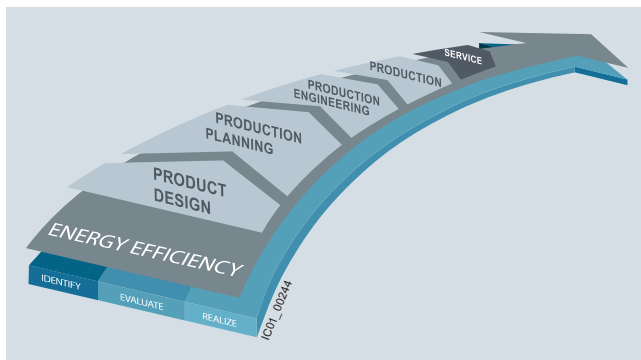 SERVICE
PRODUCTION
PRODUCTION
ENGINEERING
PRODUCTION
PLANNING
PRODUCT
DESIGN
ENERGY EFFICIENCY
IDENTIFY
EVALUATE
REALIZE
IC01_00244